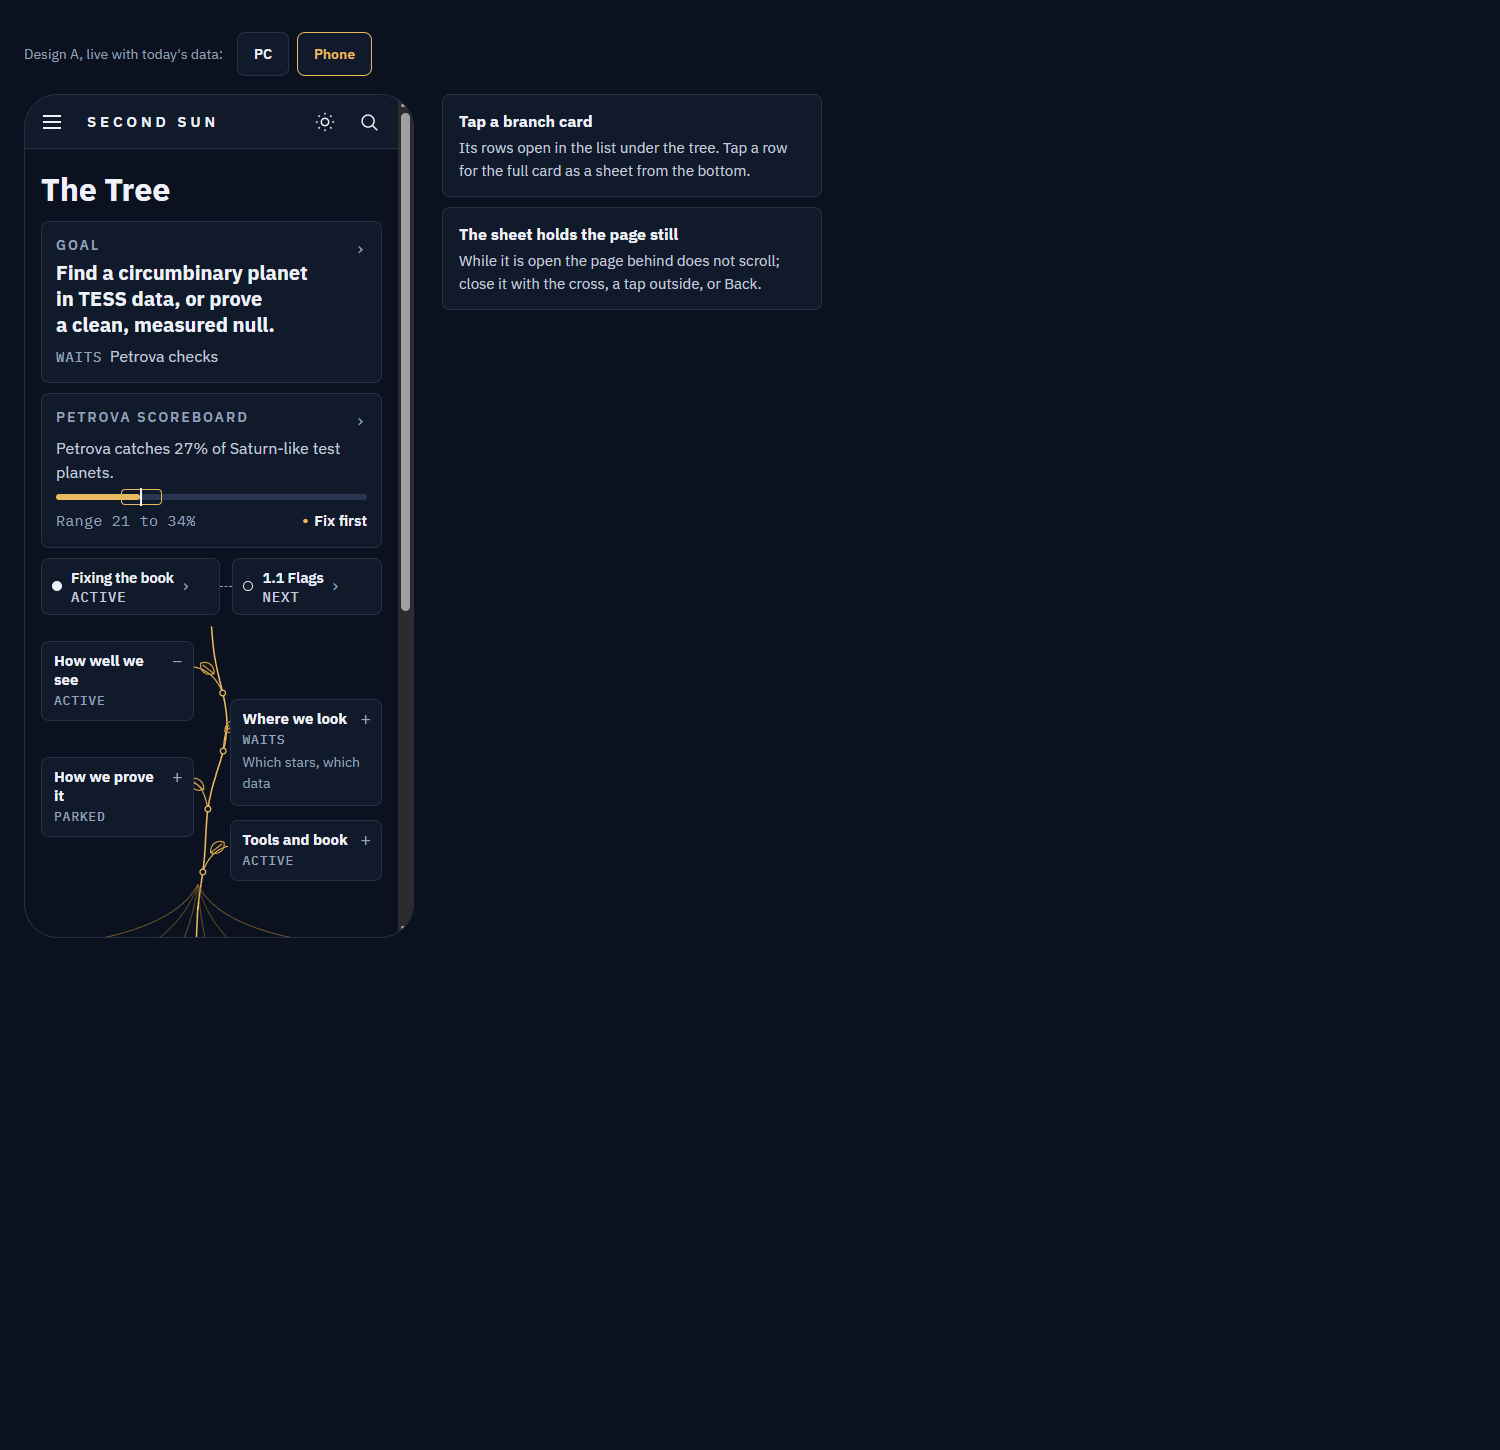 Design A, live with today's data:
PC
Phone
SECOND SUN
The Tree
GOAL
Find a circumbinary planet
in TESS data, or prove
a clean, measured null.
WAITS Petrova checks
PETROVA SCOREBOARD
Petrova catches 27% of Saturn-like test
planets.
Range 21 to 34%
Fix first
Fixing the book
ACTIVE
1.1 Flags
NEXT
How well we
see
ACTIVE
Where we look
WAITS
Which stars, which
data
How we prove
it
PARKED
Tools and book
ACTIVE
Tap a branch card
Its rows open in the list under the tree. Tap a row
for the full card as a sheet from the bottom.
The sheet holds the page still
While it is open the page behind does not scroll;
close it with the cross, a tap outside, or Back.